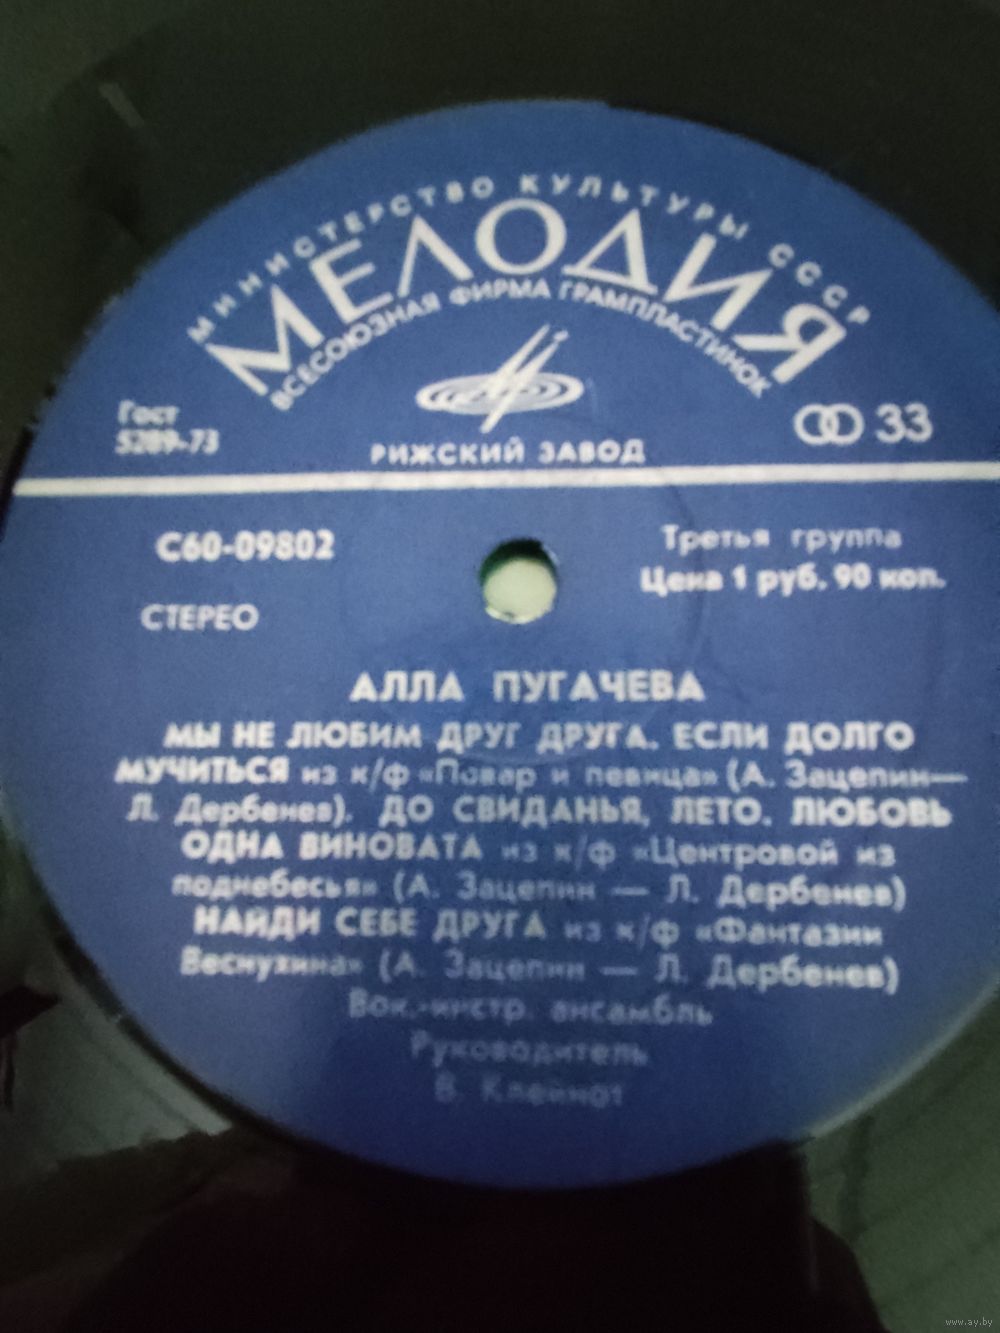 МИНИСТЕРСТВО КУЛЬТУРЫ СССР
МЕЛОДИЯ
ВСЕСОЮЗНАЯ ФИРМА ГРАМПЛАСТИНОК
Гост
5289-73
33
РИЖСКИЙ ЗАВОД
С60-09802
Третья группа
Цена 1 руб. 90 коп.
СТЕРЕО
АЛЛА ПУГАЧЕВА
МЫ НЕ ЛЮБИМ ДРУГ ДРУГА. ЕСЛИ ДОЛГО
МУЧИТЬСЯ из к/ф «Повар и певица» (А. Зацепин—
Л. Дербенев). ДО СВИДАНЬЯ, ЛЕТО. ЛЮБОВЬ
ОДНА ВИНОВАТА из к/ф «Центровой из
поднебесья» (А. Зацепин — Л. Дербенев)
НАЙДИ СЕБЕ ДРУГА из к/ф «Фантазии
Веснухина» (А. Зацепин — Л. Дербенев)
Вок.-инстр. ансамбль
Руководитель
В. Клейнот
www.ay.by